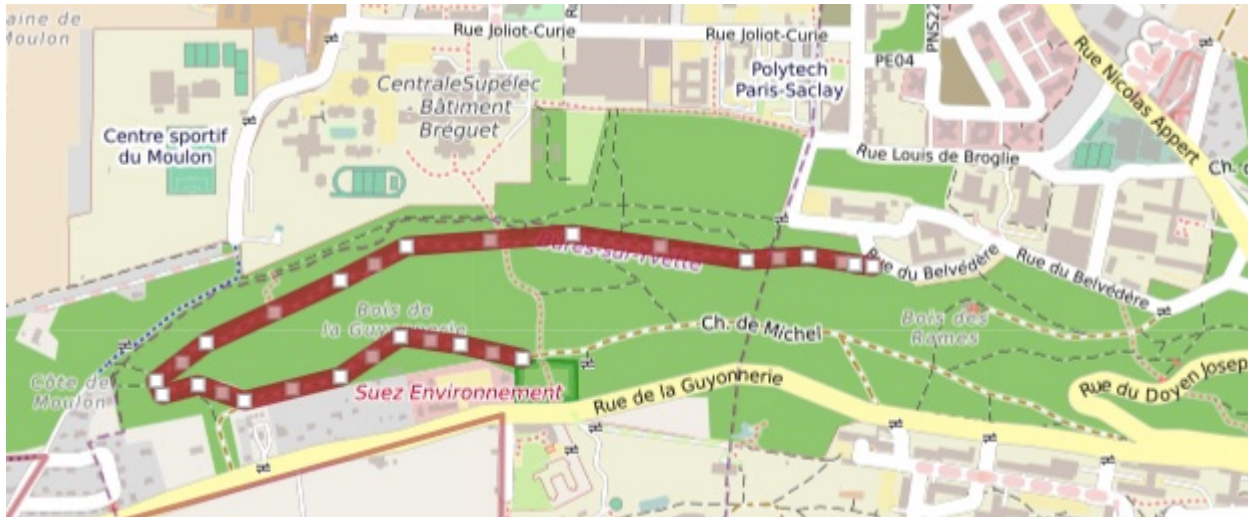 aine de
Moulon
Rue Joliot-Curie
Rue Joliot-Curie
PNS22
PE04
Rue Nicolas Appert
Polytech
Paris-Saclay
CentraleSupélec
Bâtiment
Bréguet
Centre sportif
du Moulon
Rue Louis de Broglie
Ch. d
Rue du Belvédère
Rue du Belvédère
Bois de
la Guyonnerie
Ch. de Michel
Bois des
Rames
Côte de
Moulon
Suez Environnement
Rue de la Guyonnerie
Rue du Doyen Josep